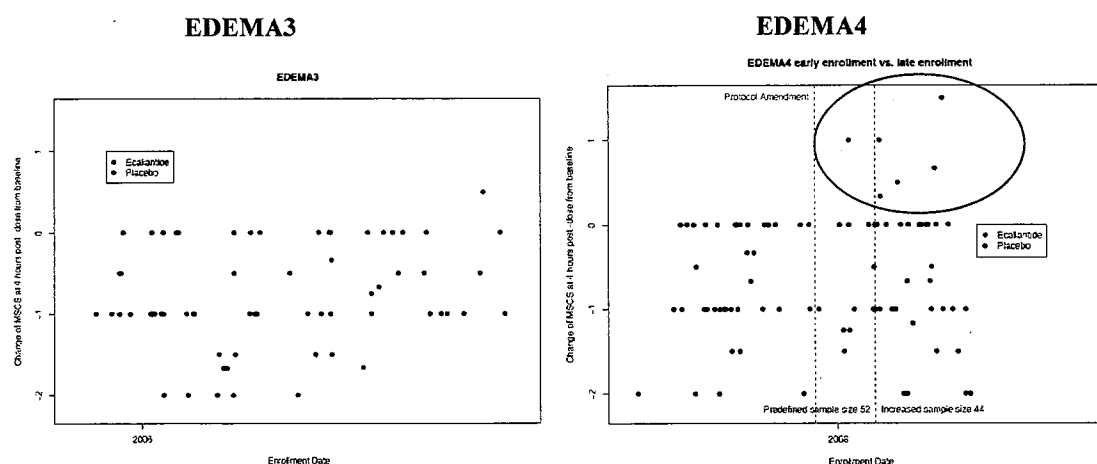 EDEMA3
EDEMA3
Change of MSCS at 4 hours post-dose from baseline
1
0
-1
-2
Ecallantide
Placebo
2006
Enrollment Date
EDEMA4
EDEMA4 early enrollment vs. late enrollment
Protocol Amendment
Change of MSCS at 4 hours post-dose from baseline
1
0
-1
-2
Ecallantide
Placebo
Predefined sample size 52
Increased sample size 44
2008
Enrollment Date